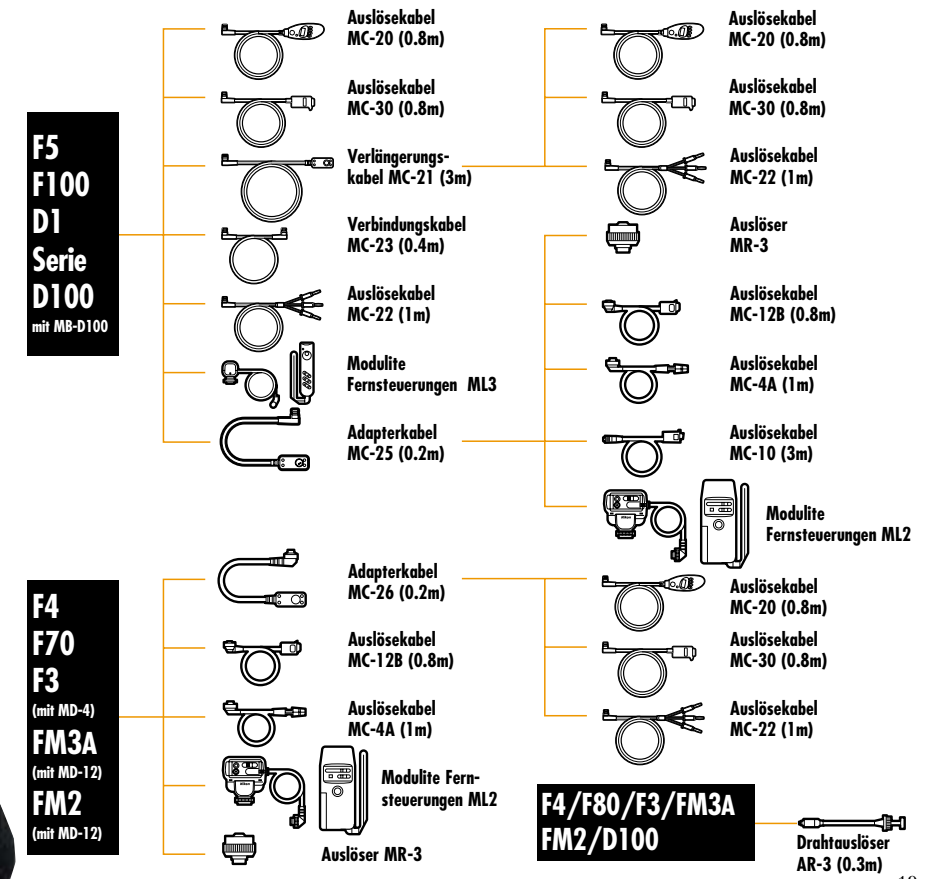 F5
F100
D1
Serie
D100
mit MB-D100
Auslösekabel
MC-20 (0.8m)
Auslösekabel
MC-30 (0.8m)
Verlängerungs-
kabel MC-21 (3m)
Verbindungskabel
MC-23 (0.4m)
Auslösekabel
MC-22 (1m)
Modulite
Fernsteuerungen ML3
Adapterkabel
MC-25 (0.2m)
Auslösekabel
MC-20 (0.8m)
Auslösekabel
MC-30 (0.8m)
Auslösekabel
MC-22 (1m)
Auslöser
MR-3
Auslösekabel
MC-12B (0.8m)
Auslösekabel
MC-4A (1m)
Auslösekabel
MC-10 (3m)
Modulite
Fernsteuerungen ML2
F4
F70
F3
(mit MD-4)
FM3A
(mit MD-12)
FM2
(mit MD-12)
Adapterkabel
MC-26 (0.2m)
Auslösekabel
MC-12B (0.8m)
Auslösekabel
MC-4A (1m)
Modulite Fern-
steuerungen ML2
Auslöser MR-3
Auslösekabel
MC-20 (0.8m)
Auslösekabel
MC-30 (0.8m)
Auslösekabel
MC-22 (1m)
F4/F80/F3/FM3A
FM2/D100
Drahtauslöser
AR-3 (0.3m)